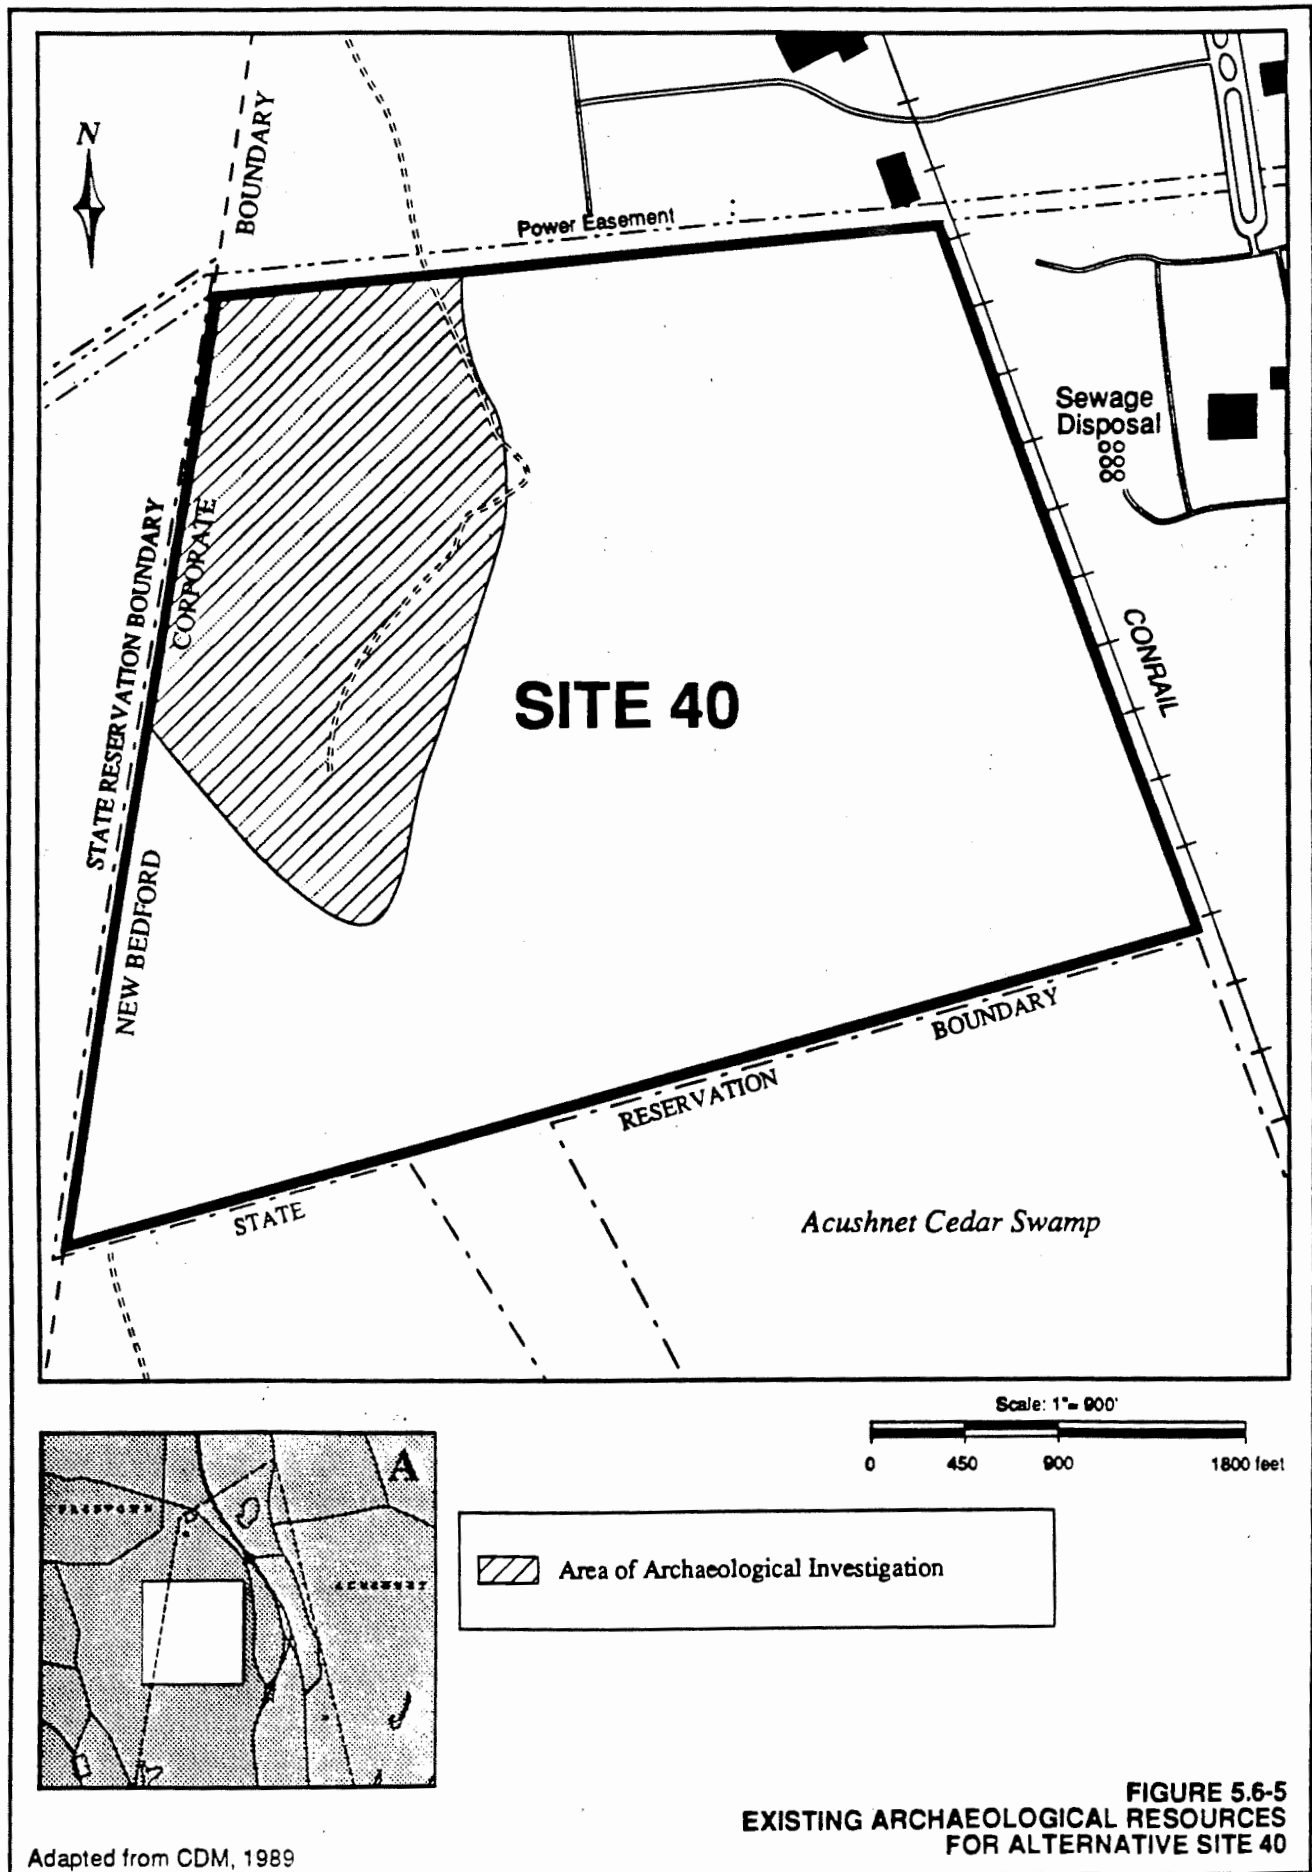 N
BOUNDARY
Power Easement
Sewage
Disposal
STATE RESERVATION BOUNDARY
CORPORATE
CONRAIL
SITE 40
NEW BEDFORD
BOUNDARY
RESERVATION
STATE
Acushnet Cedar Swamp
Scale: 1"= 900'
0 450 900 1800 feet
A
ACUSHNET
Area of Archaeological Investigation
FIGURE 5.6-5
EXISTING ARCHAEOLOGICAL RESOURCES
FOR ALTERNATIVE SITE 40
Adapted from CDM, 1989